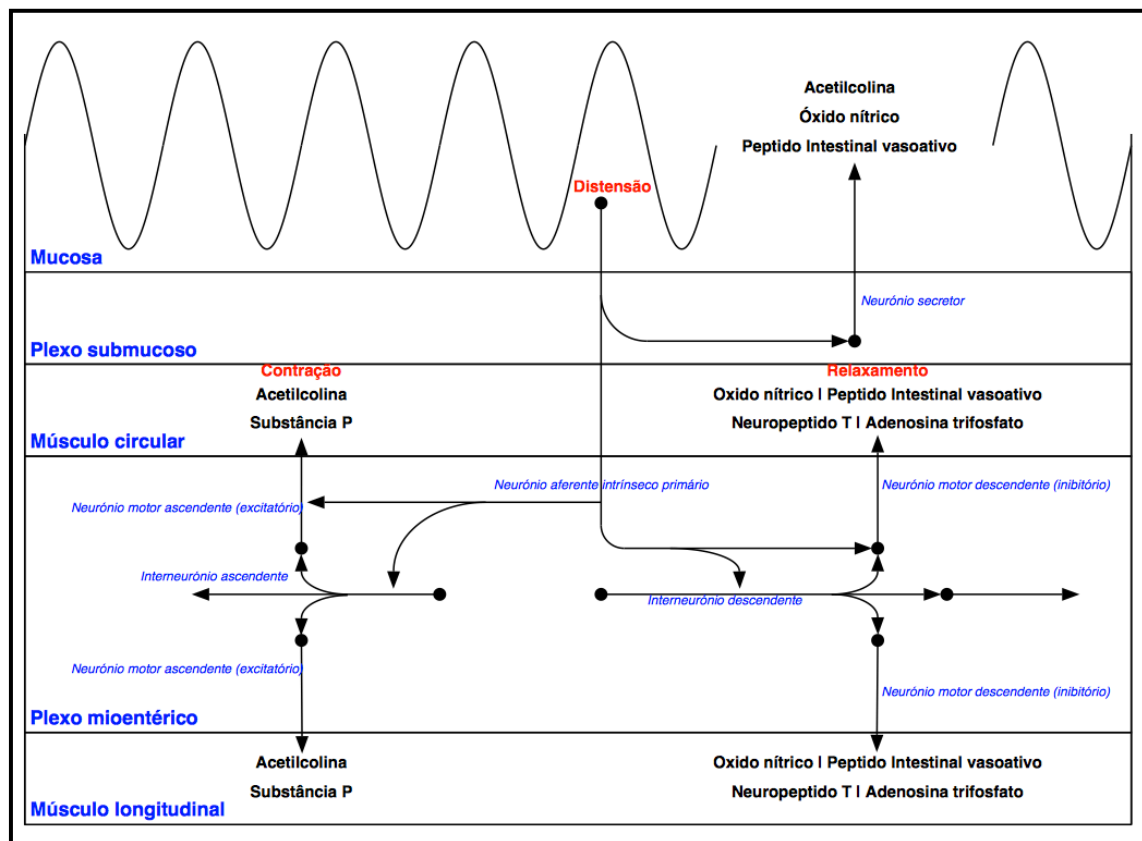 Acetilcolina
Óxido nítrico
Peptido Intestinal vasoativo
Distensão
Mucosa
Neurónio secretor
Plexo submucoso
Contração
Acetilcolina
Substância P
Relaxamento
Oxido nítrico I Peptido Intestinal vasoativo
Neuropeptido T I Adenosina trifosfato
Músculo circular
Neurónio aferente intrínseco primário
Neurónio motor ascendente (excitatório)
Neurónio motor descendente (inibitório)
Interneurónio ascendente
Interneurónio descendente
Neurónio motor ascendente (excitatório)
Neurónio motor descendente (inibitório)
Plexo mioentérico
Acetilcolina
Substância P
Oxido nítrico I Peptido Intestinal vasoativo
Neuropeptido T I Adenosina trifosfato
Músculo longitudinal